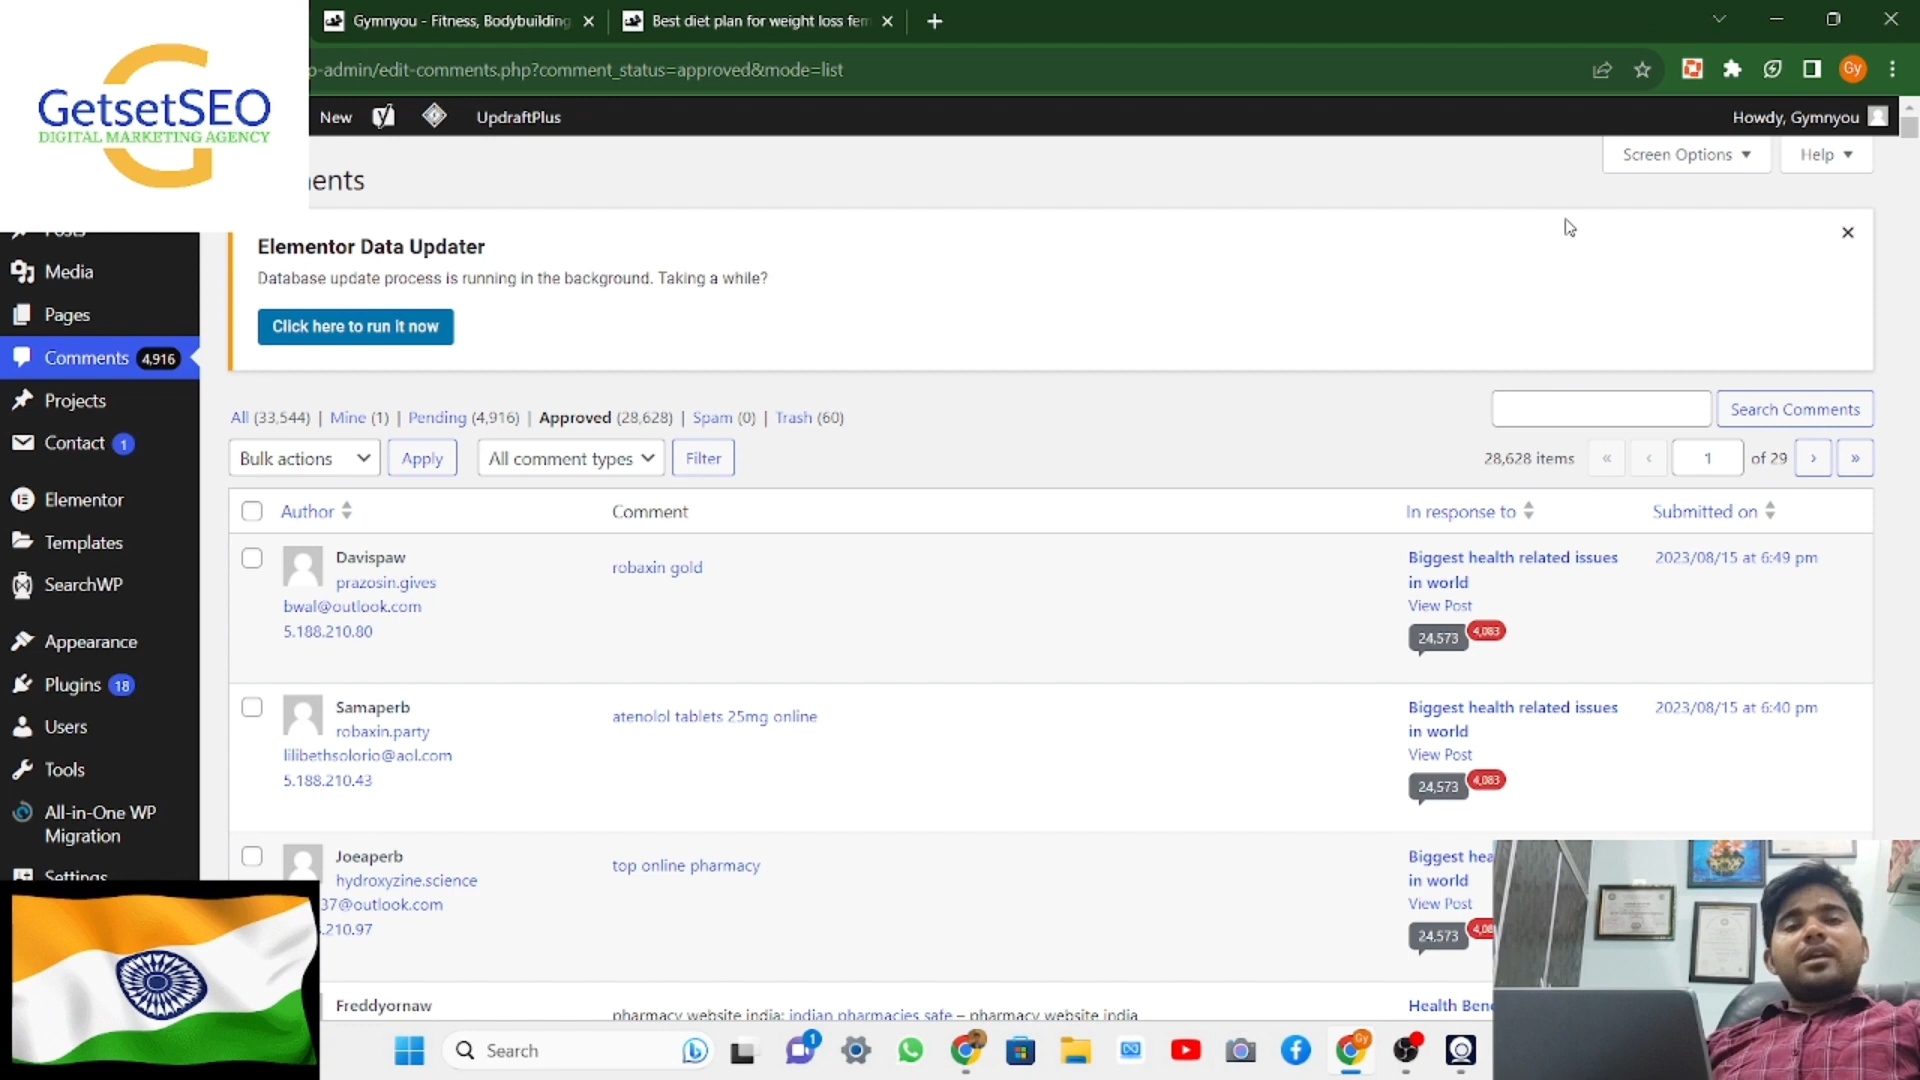 Gymnyou - Fitness, Bodybuilding
Best diet plan for weight loss fem
p-admin/edit-comments.php?comment_status=approved&mode=list
Gy
GetsetSEO
DIGITAL MARKETING AGENCY
New
UpdraftPlus
Howdy, Gymnyou
Screen Options
Help
ents
Elementor Data Updater
Database update process is running in the background. Taking a while?
Click here to run it now
Posts
Media
Pages
Comments 4,916
Projects
Contact 1
Elementor
Templates
SearchWP
Appearance
Plugins 18
Users
Tools
All-in-One WP
Migration
Settings
All (33,544) | Mine (1) | Pending (4,916) | Approved (28,628) | Spam (0) | Trash (60)
Search Comments
Bulk actions
Apply
All comment types
Filter
28,628 items « ‹ 1 of 29 › »
Author
Comment
In response to
Submitted on
Davispaw
prazosin.gives
bwal@outlook.com
5.188.210.80
robaxin gold
Biggest health related issues
in world
View Post
24,573 4,083
2023/08/15 at 6:49 pm
Samaperb
robaxin.party
lilibethsolorio@aol.com
5.188.210.43
atenolol tablets 25mg online
Biggest health related issues
in world
View Post
24,573 4,083
2023/08/15 at 6:40 pm
Joeaperb
hydroxyzine.science
37@outlook.com
.210.97
top online pharmacy
Biggest hea
in world
View Post
24,573 4,08
Freddyornaw
pharmacy website india: indian pharmacies safe – pharmacy website india
Health Bene
Search
1
Gy